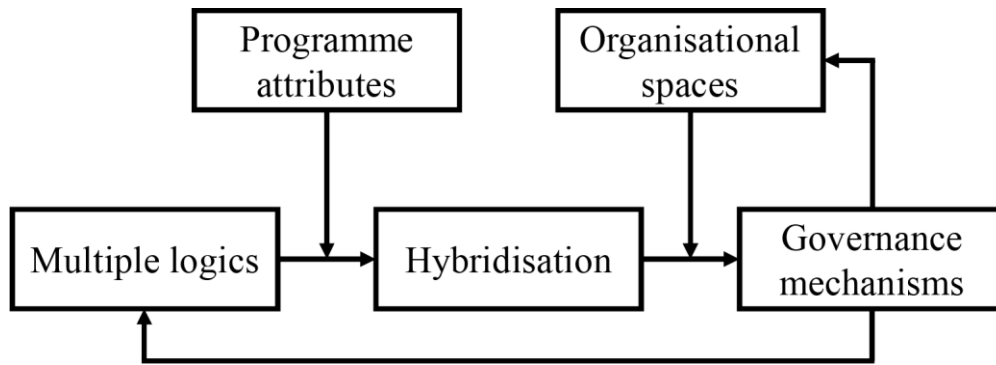 Programme
attributes
Organisational
spaces
Multiple logics
Hybridisation
Governance
mechanisms